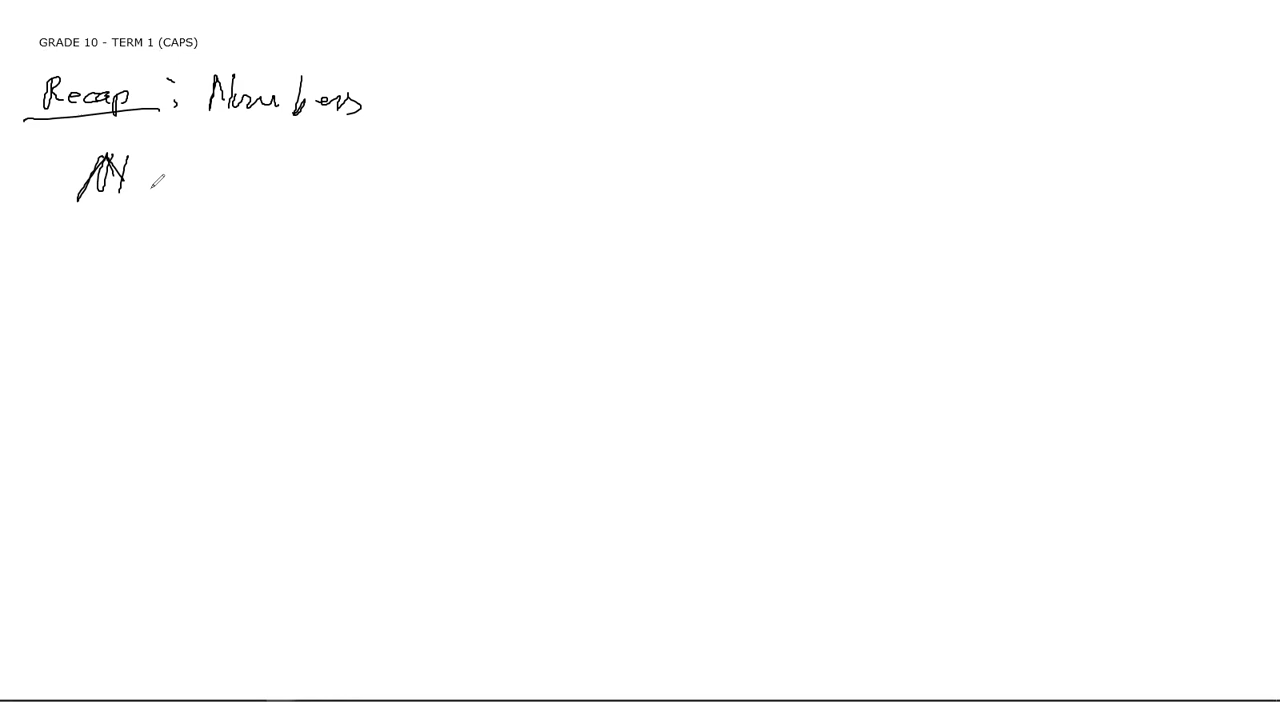 GRADE 10 - TERM 1 (CAPS)
Recap : Numbers
ℕ